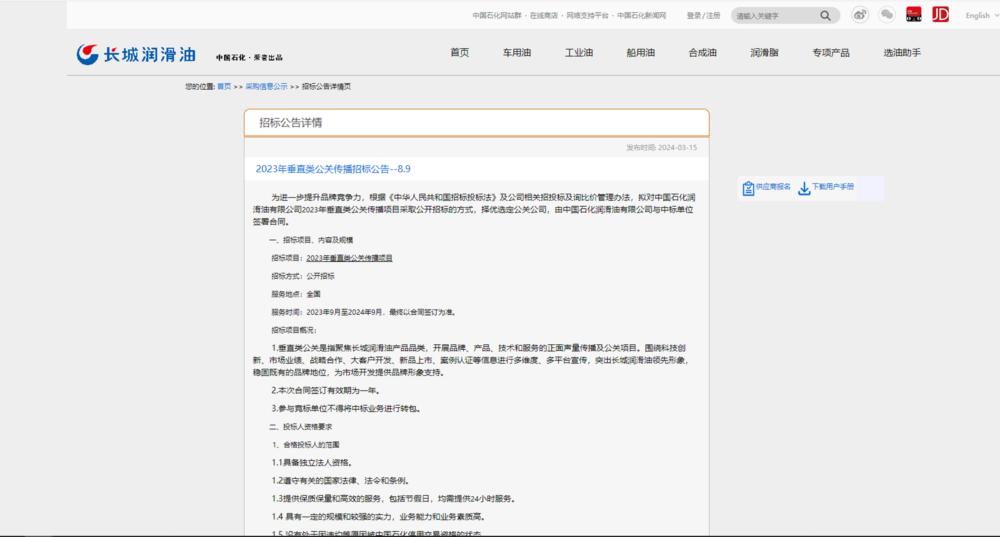 中国石化网站群 · 在线商店 · 网络支持平台 · 中国石化新闻网 登录/注册 请输入关键字 JD English
长城润滑油 中国石化·荣誉出品 首页 车用油 工业油 船用油 合成油 润滑脂 专项产品 选油助手
您的位置: 首页 >> 采购信息公示 >> 招标公告详情页
招标公告详情
发布时间: 2024-03-15
2023年垂直类公关传播招标公告--8.9
供应商报名 下载用户手册
为进一步提升品牌竞争力，根据《中华人民共和国招标投标法》及公司相关招投标及询比价管理办法，拟对中国石化润
滑油有限公司2023年垂直类公关传播项目采取公开招标的方式，择优选定公关公司，由中国石化润滑油有限公司与中标单位
签署合同。
一、招标项目、内容及规模
招标项目：2023年垂直类公关传播项目
招标方式：公开招标
服务地点：全国
服务时间：2023年9月至2024年9月，最终以合同签订为准。
招标项目概况：
1.垂直类公关是指聚焦长城润滑油产品品类，开展品牌、产品、技术和服务的正面声量传播及公关项目。围绕科技创
新、市场业绩、战略合作、大客户开发、新品上市、案例认证等信息进行多维度、多平台宣传，突出长城润滑油领先形象，
稳固既有的品牌地位，为市场开发提供品牌形象支持。
2.本次合同签订有效期为一年。
3.参与竞标单位不得将中标业务进行转包。
二、投标人资格要求
1、合格投标人的范围
1.1具备独立法人资格。
1.2遵守有关的国家法律、法令和条例。
1.3提供保质保量和高效的服务，包括节假日，均需提供24小时服务。
1.4 具有一定的规模和较强的实力，业务能力和业务素质高。
1.5 没有处于因违约等原因被中国石化停用交易资格的状态